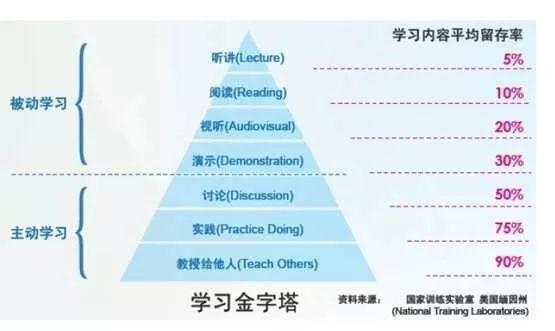 学习内容平均留存率
听讲(Lecture) 5%
阅读(Reading) 10%
被动学习
视听(Audiovisual) 20%
演示(Demonstration) 30%
讨论(Discussion) 50%
主动学习
实践(Practice Doing) 75%
教授给他人(Teach Others) 90%
学习金字塔
资料来源： 国家训练实验室 美国缅因州
(National Training Laboratories)